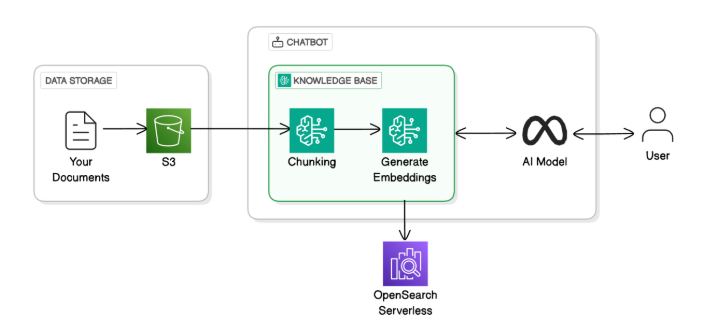 CHATBOT
DATA STORAGE
KNOWLEDGE BASE
Your
Documents
S3
Chunking
Generate
Embeddings
AI Model
User
OpenSearch
Serverless